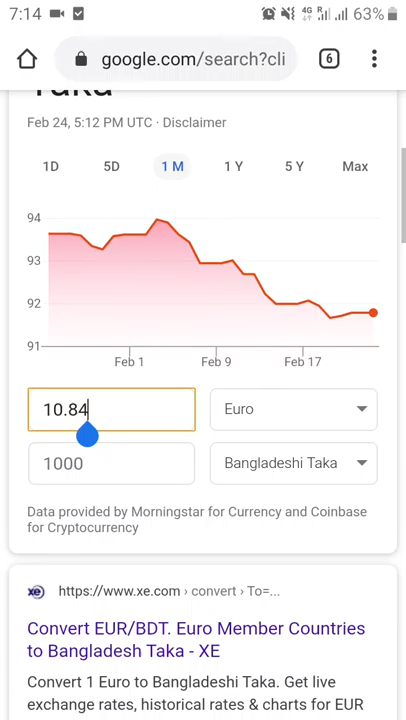 7:14
4G R
63%
google.com/search?cli
6
Taka
Feb 24, 5:12 PM UTC · Disclaimer
1D 5D 1 M 1 Y 5 Y Max
94
93
92
91
Feb 1 Feb 9 Feb 17
10.84 Euro
1000 Bangladeshi Taka
Data provided by Morningstar for Currency and Coinbase
for Cryptocurrency
xe https://www.xe.com › convert › To=...
Convert EUR/BDT. Euro Member Countries
to Bangladesh Taka - XE
Convert 1 Euro to Bangladeshi Taka. Get live
exchange rates, historical rates & charts for EUR